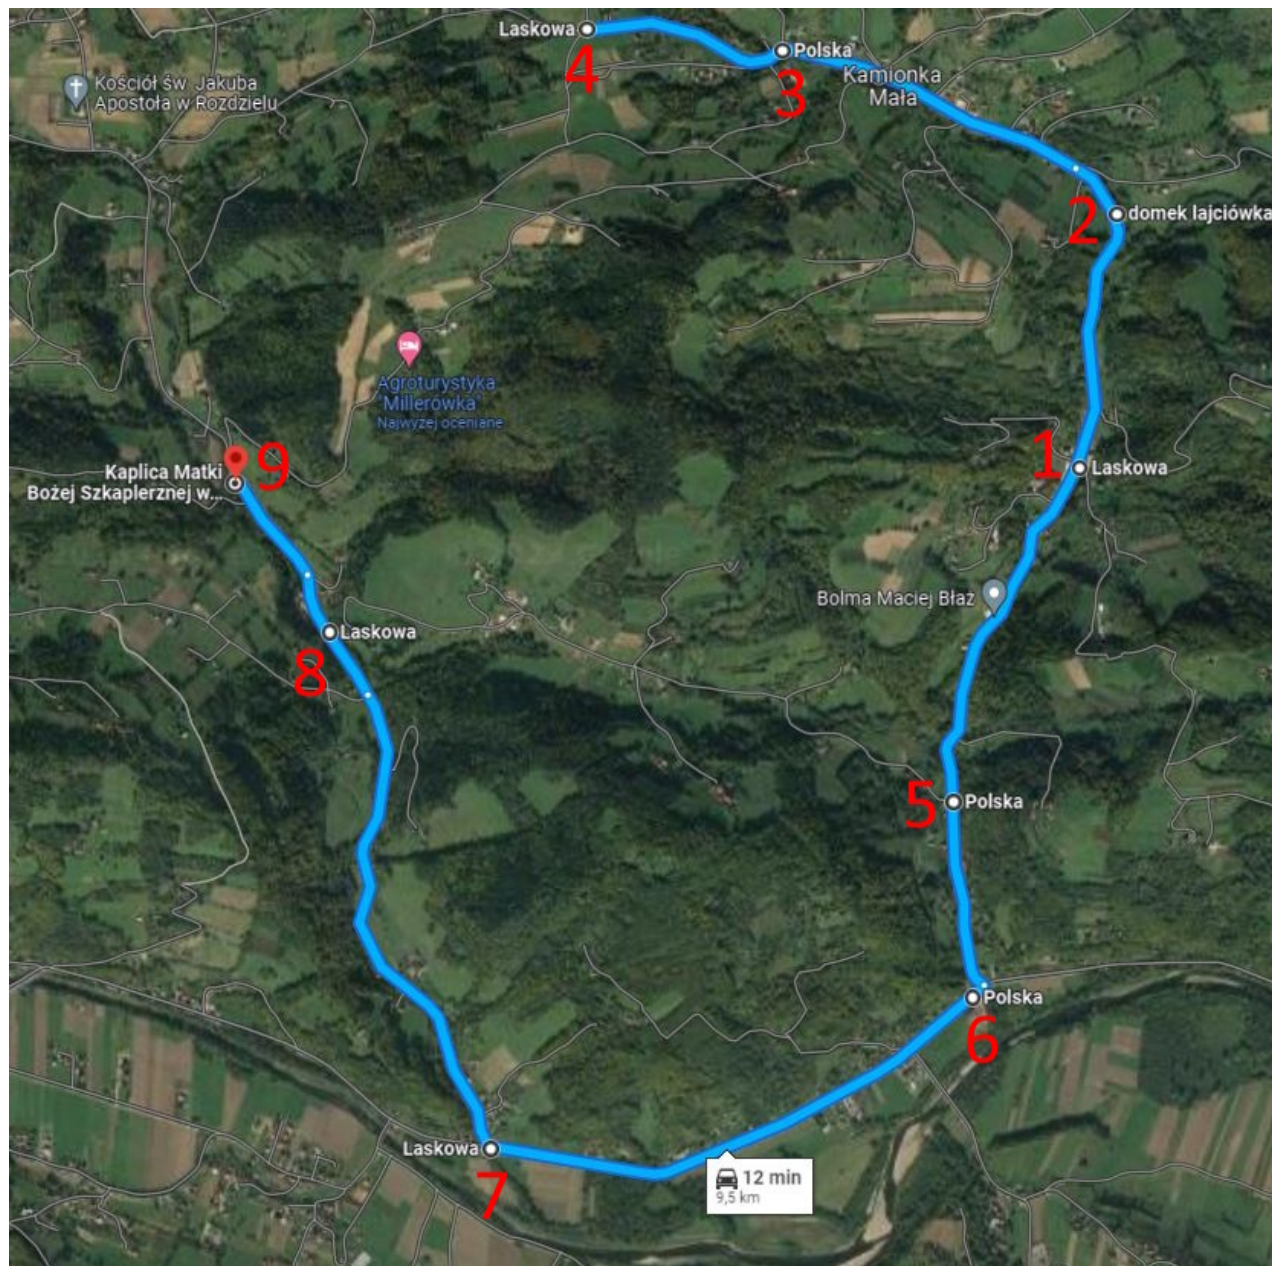 Laskowa
4
Polska
3
Kamionka
Mała
Kościół św. Jakuba
Apostoła w Rozdzielu
2
domek lajciówka
Agroturystyka
"Millerówka"
Najwyżej oceniane
1
Laskowa
9
Kaplica Matki
Bożej Szkaplerznej w...
Bolma Maciej Błaz
Laskowa
8
5
Polska
Polska
6
Laskowa
7
12 min
9,5 km